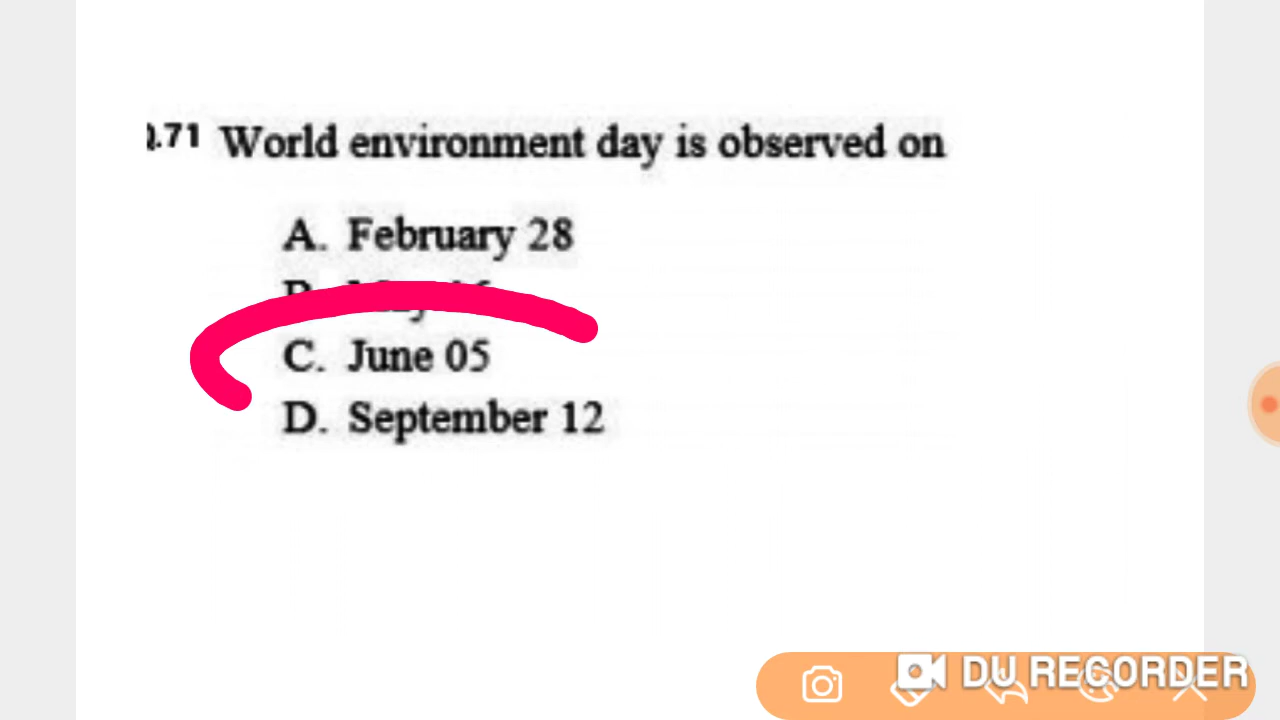 .71 World environment day is observed on
A. February 28
C. June 05
D. September 12
DU RECORDER